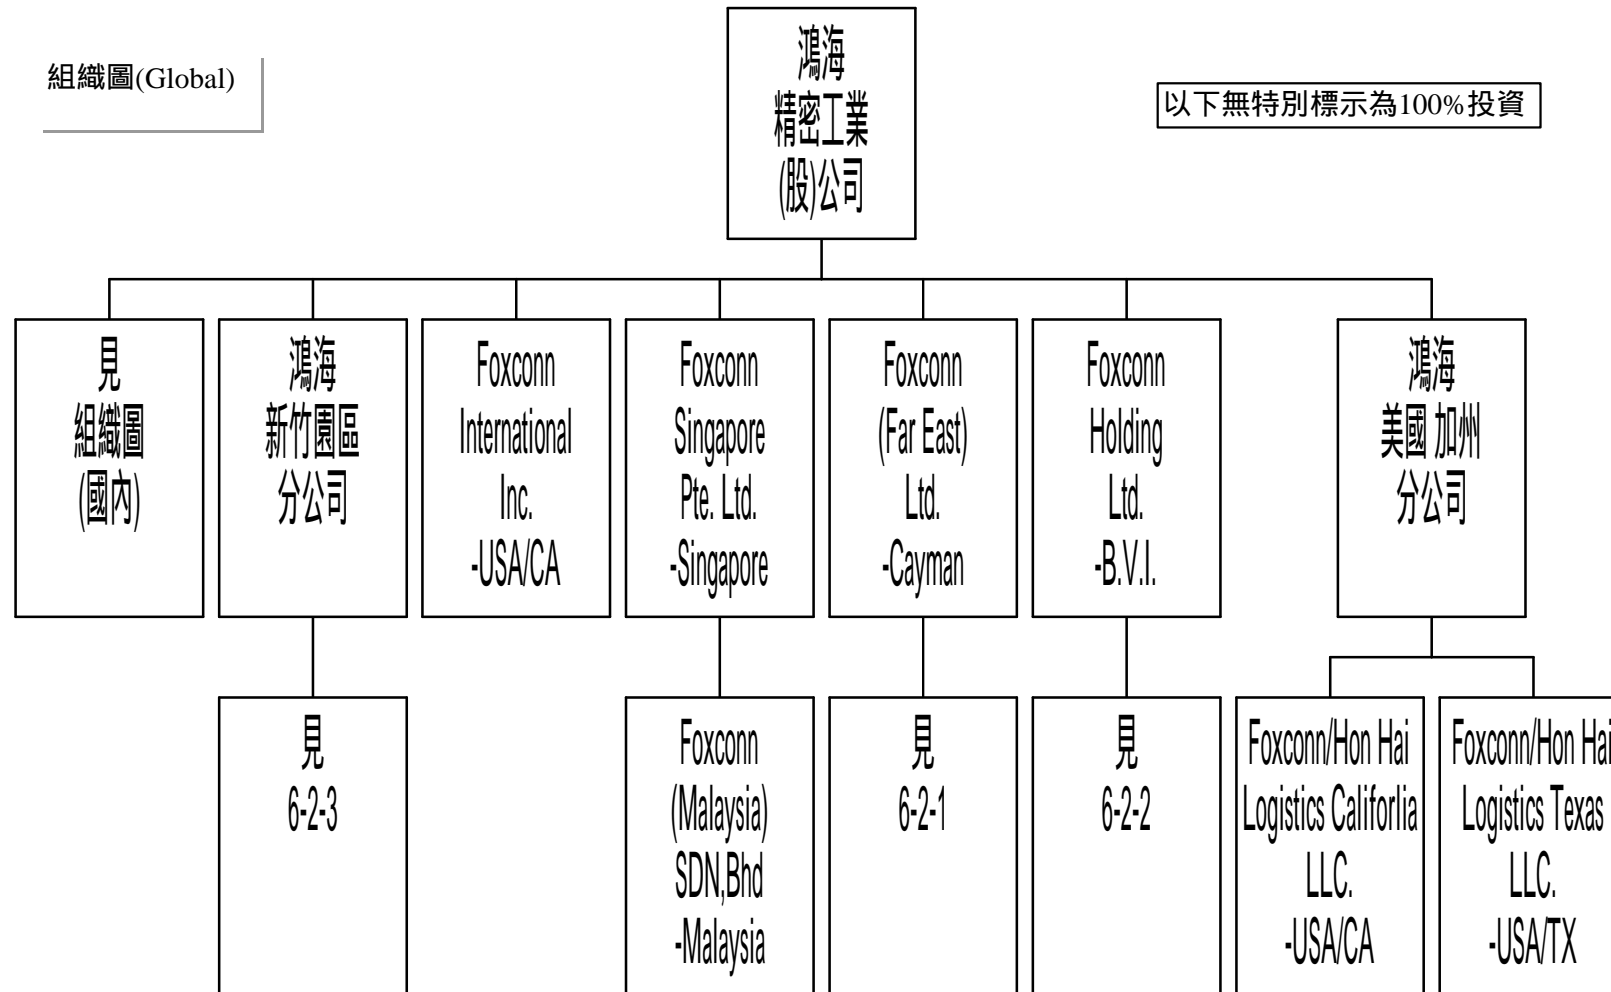 組織圖(Global)
鴻海
精密工業
(股)公司
以下無特別標示為100%投資
見
組織圖
(國內)
鴻海
新竹園區
分公司
Foxconn
International
Inc.
-USA/CA
Foxconn
Singapore
Pte. Ltd.
-Singapore
Foxconn
(Far East)
Ltd.
-Cayman
Foxconn
Holding
Ltd.
-B.V.I.
鴻海
美國 加州
分公司
見
6-2-3
Foxconn
(Malaysia)
SDN,Bhd
-Malaysia
見
6-2-1
見
6-2-2
Foxconn/Hon Hai
Logistics Califorlia
LLC.
-USA/CA
Foxconn/Hon Hai
Logistics Texas
LLC.
-USA/TX